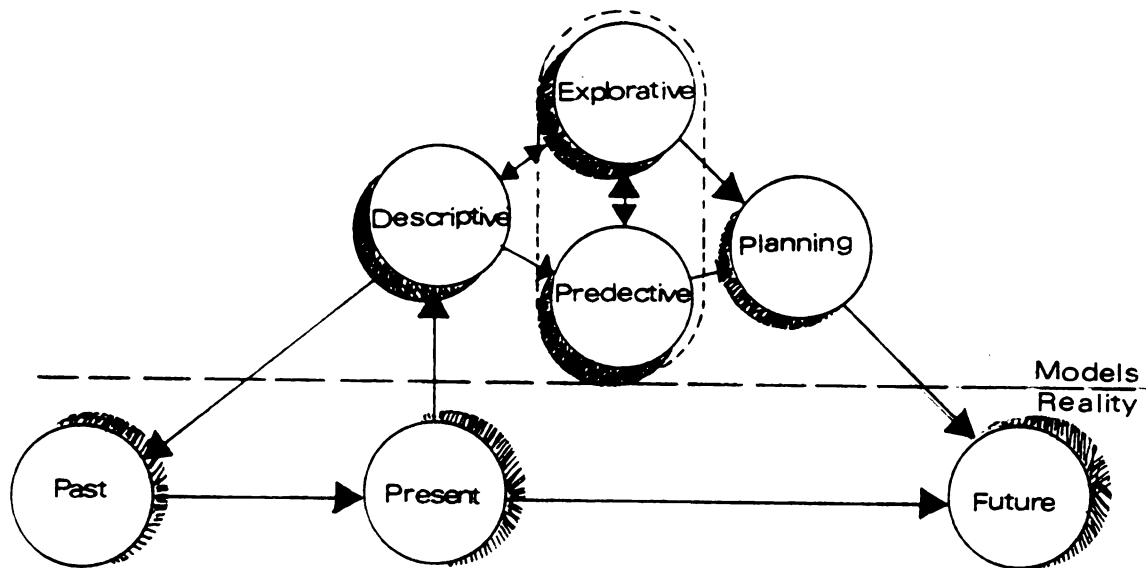 Explorative
Descriptive
Planning
Predective
Models
Reality
Past
Present
Future